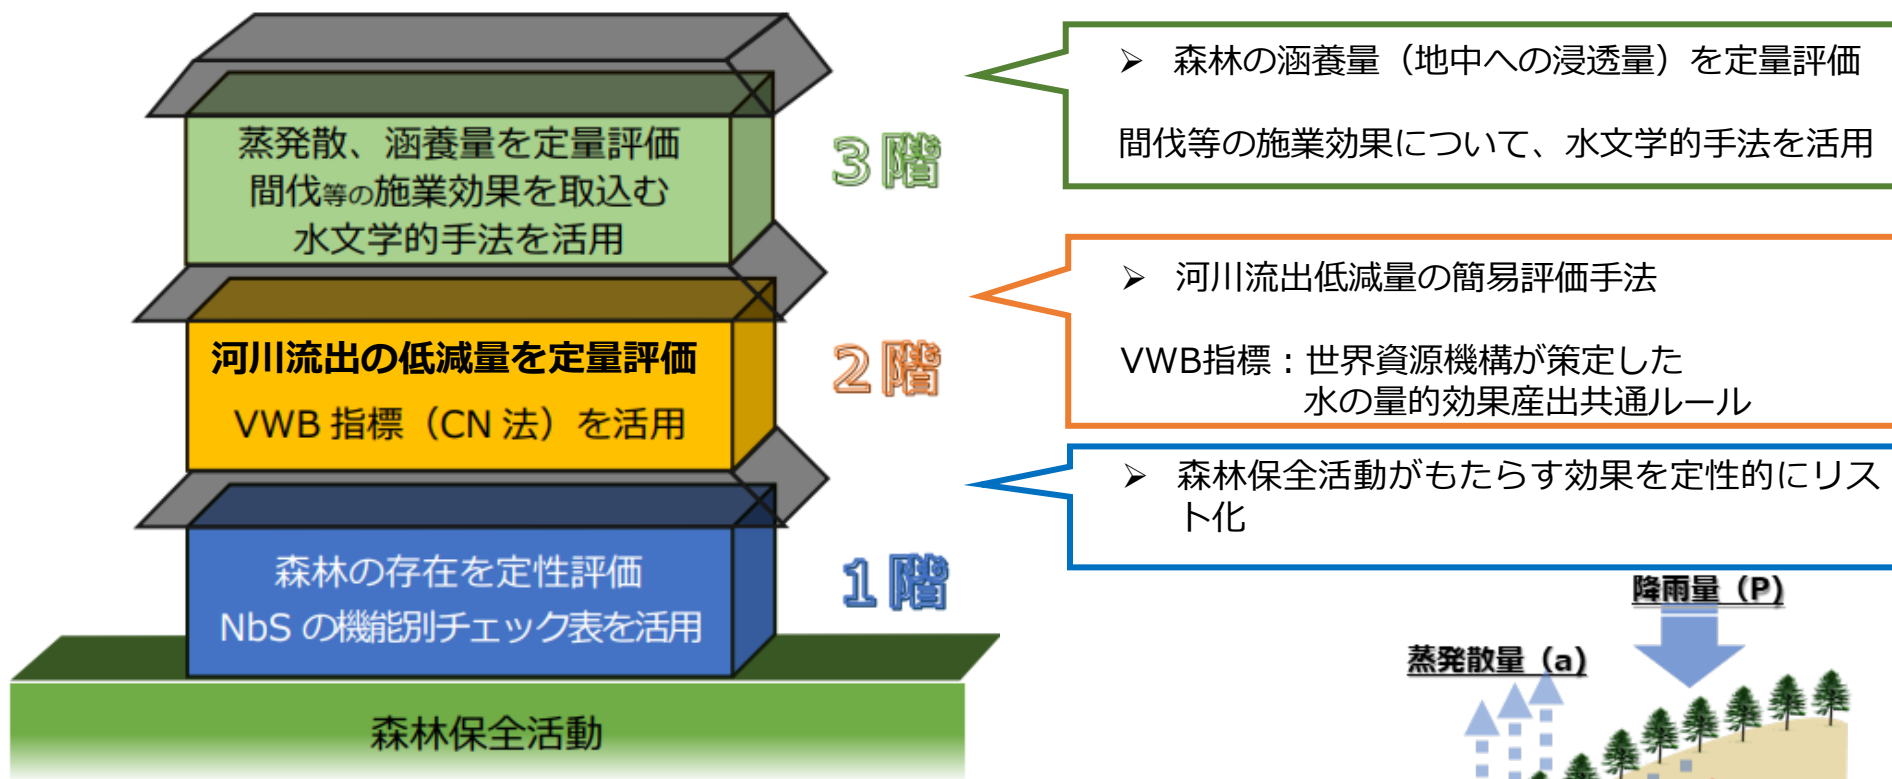 蒸発散、涵養量を定量評価
間伐等の施業効果を取込む
水文学的手法を活用
3階
➢ 森林の涵養量（地中への浸透量）を定量評価
間伐等の施業効果について、水文学的手法を活用
河川流出の低減量を定量評価
VWB 指標（CN 法）を活用
2階
➢ 河川流出低減量の簡易評価手法
VWB指標：世界資源機構が策定した
水の量的効果産出共通ルール
森林の存在を定性評価
NbS の機能別チェック表を活用
1階
➢ 森林保全活動がもたらす効果を定性的にリス
ト化
森林保全活動
降雨量（P)
蒸発散量（a)